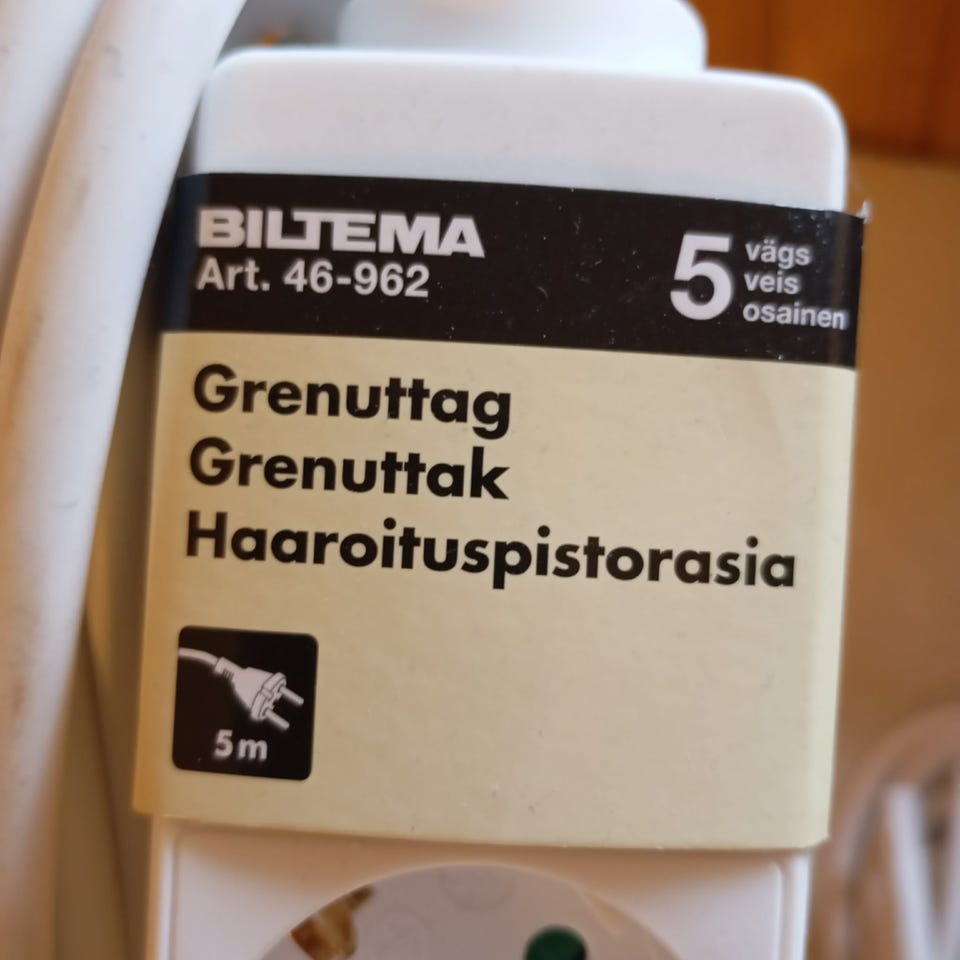 BILTEMA
Art. 46-962
5 vägs
veis
osainen
Grenuttag
Grenuttak
Haaroituspistorasia
5 m